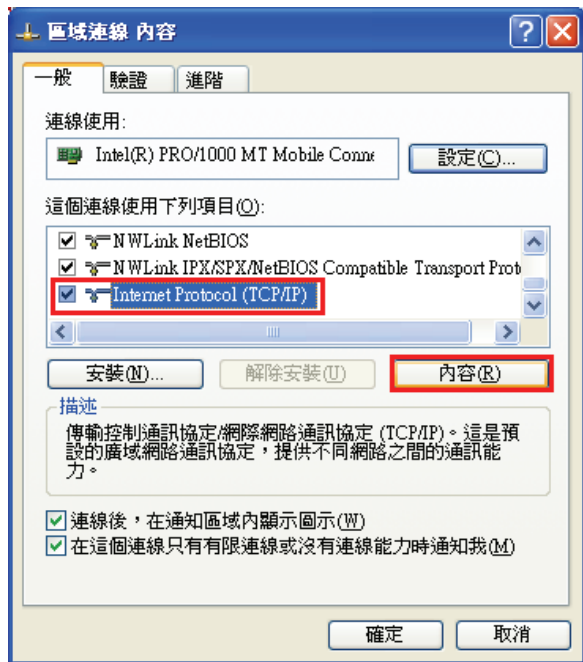 區域連線 內容
一般 驗證 進階
連線使用:
Intel(R) PRO/1000 MT Mobile Conne 設定(C)...
這個連線使用下列項目(O):
NWLink NetBIOS
NWLink IPX/SPX/NetBIOS Compatible Transport Prot
Internet Protocol (TCP/IP)
安裝(N)... 解除安裝(U) 內容(R)
描述
傳輸控制通訊協定/網際網路通訊協定 (TCP/IP)。這是預
設的廣域網路通訊協定，提供不同網路之間的通訊能
力。
連線後，在通知區域內顯示圖示(W)
在這個連線只有有限連線或沒有連線能力時通知我(M)
確定 取消